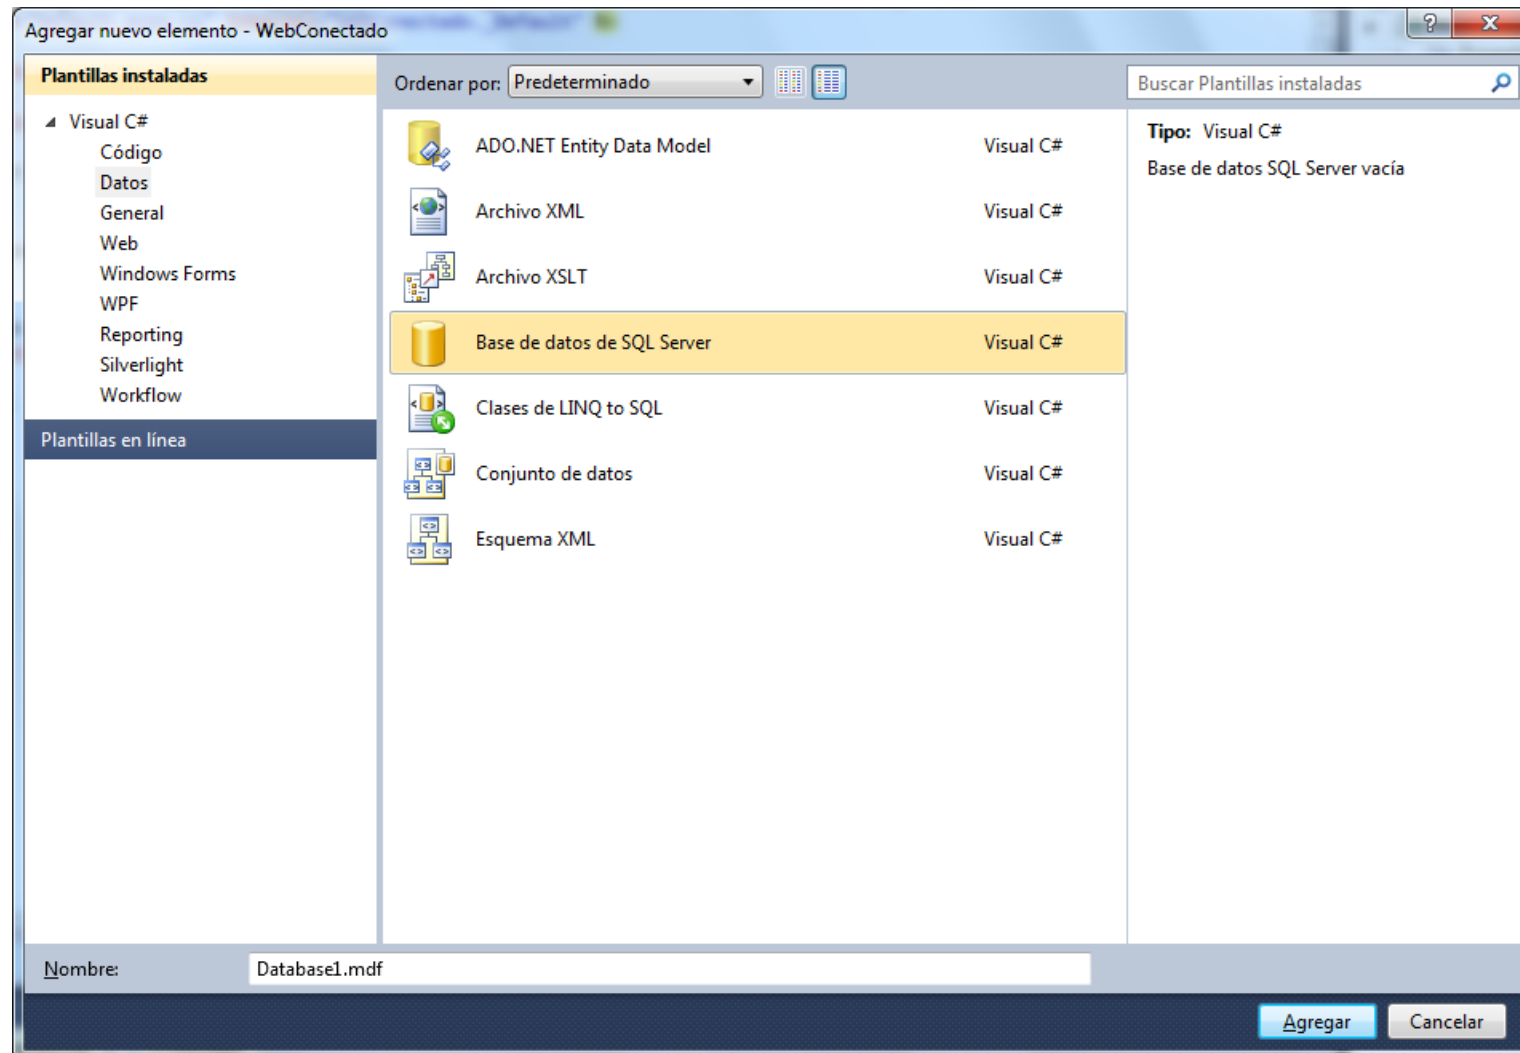 Agregar nuevo elemento - WebConectado
Plantillas instaladas
Ordenar por: Predeterminado
Buscar Plantillas instaladas
Visual C#
Código
Datos
General
Web
Windows Forms
WPF
Reporting
Silverlight
Workflow
Plantillas en línea
ADO.NET Entity Data Model Visual C#
Archivo XML Visual C#
Archivo XSLT Visual C#
Base de datos de SQL Server Visual C#
Clases de LINQ to SQL Visual C#
Conjunto de datos Visual C#
Esquema XML Visual C#
Tipo: Visual C#
Base de datos SQL Server vacía
Nombre: Database1.mdf
Agregar Cancelar